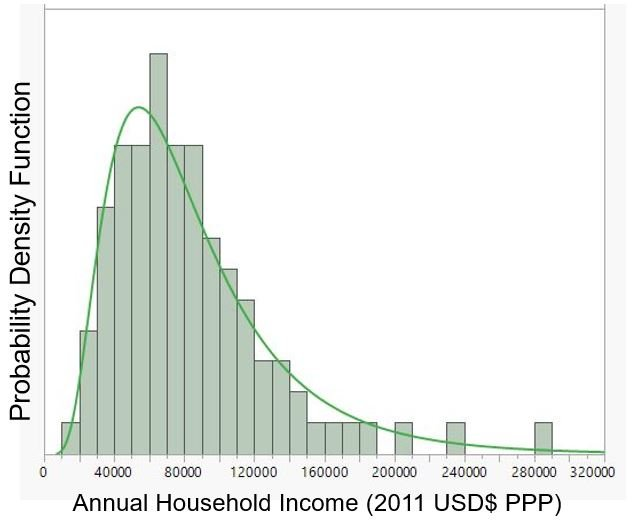 Probability Density Function
0 40000 80000 120000 160000 200000 240000 280000 320000
Annual Household Income (2011 USD$ PPP)